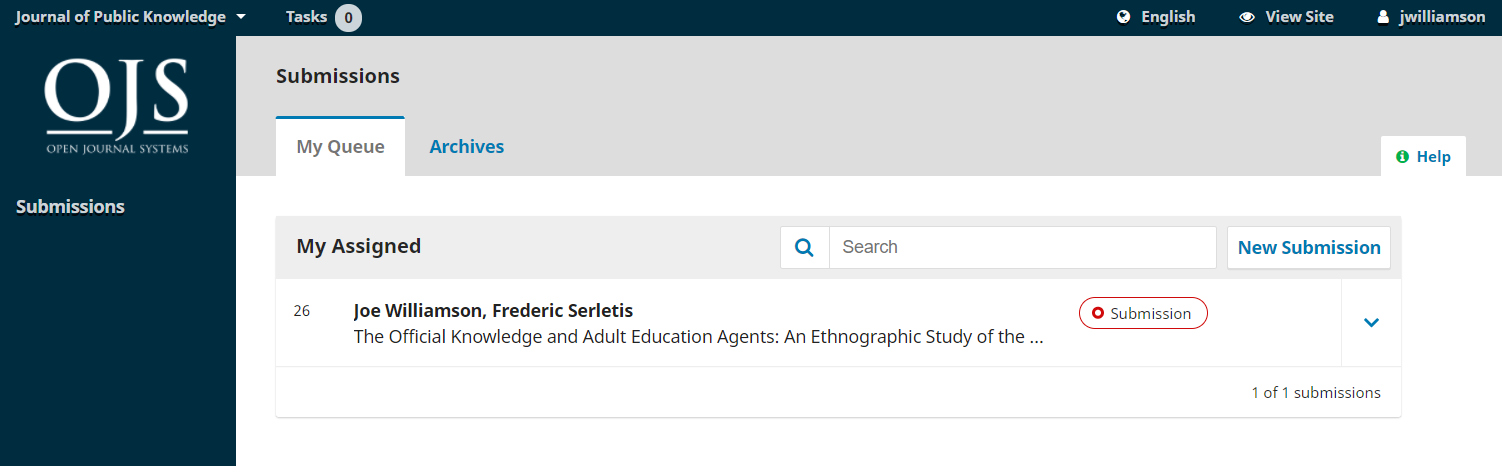 Journal of Public Knowledge Tasks 0 English View Site jwilliamson
OJS
OPEN JOURNAL SYSTEMS
Submissions
Submissions
My Queue Archives
Help
My Assigned Search New Submission
26 Joe Williamson, Frederic Serletis Submission
The Official Knowledge and Adult Education Agents: An Ethnographic Study of the ...
1 of 1 submissions